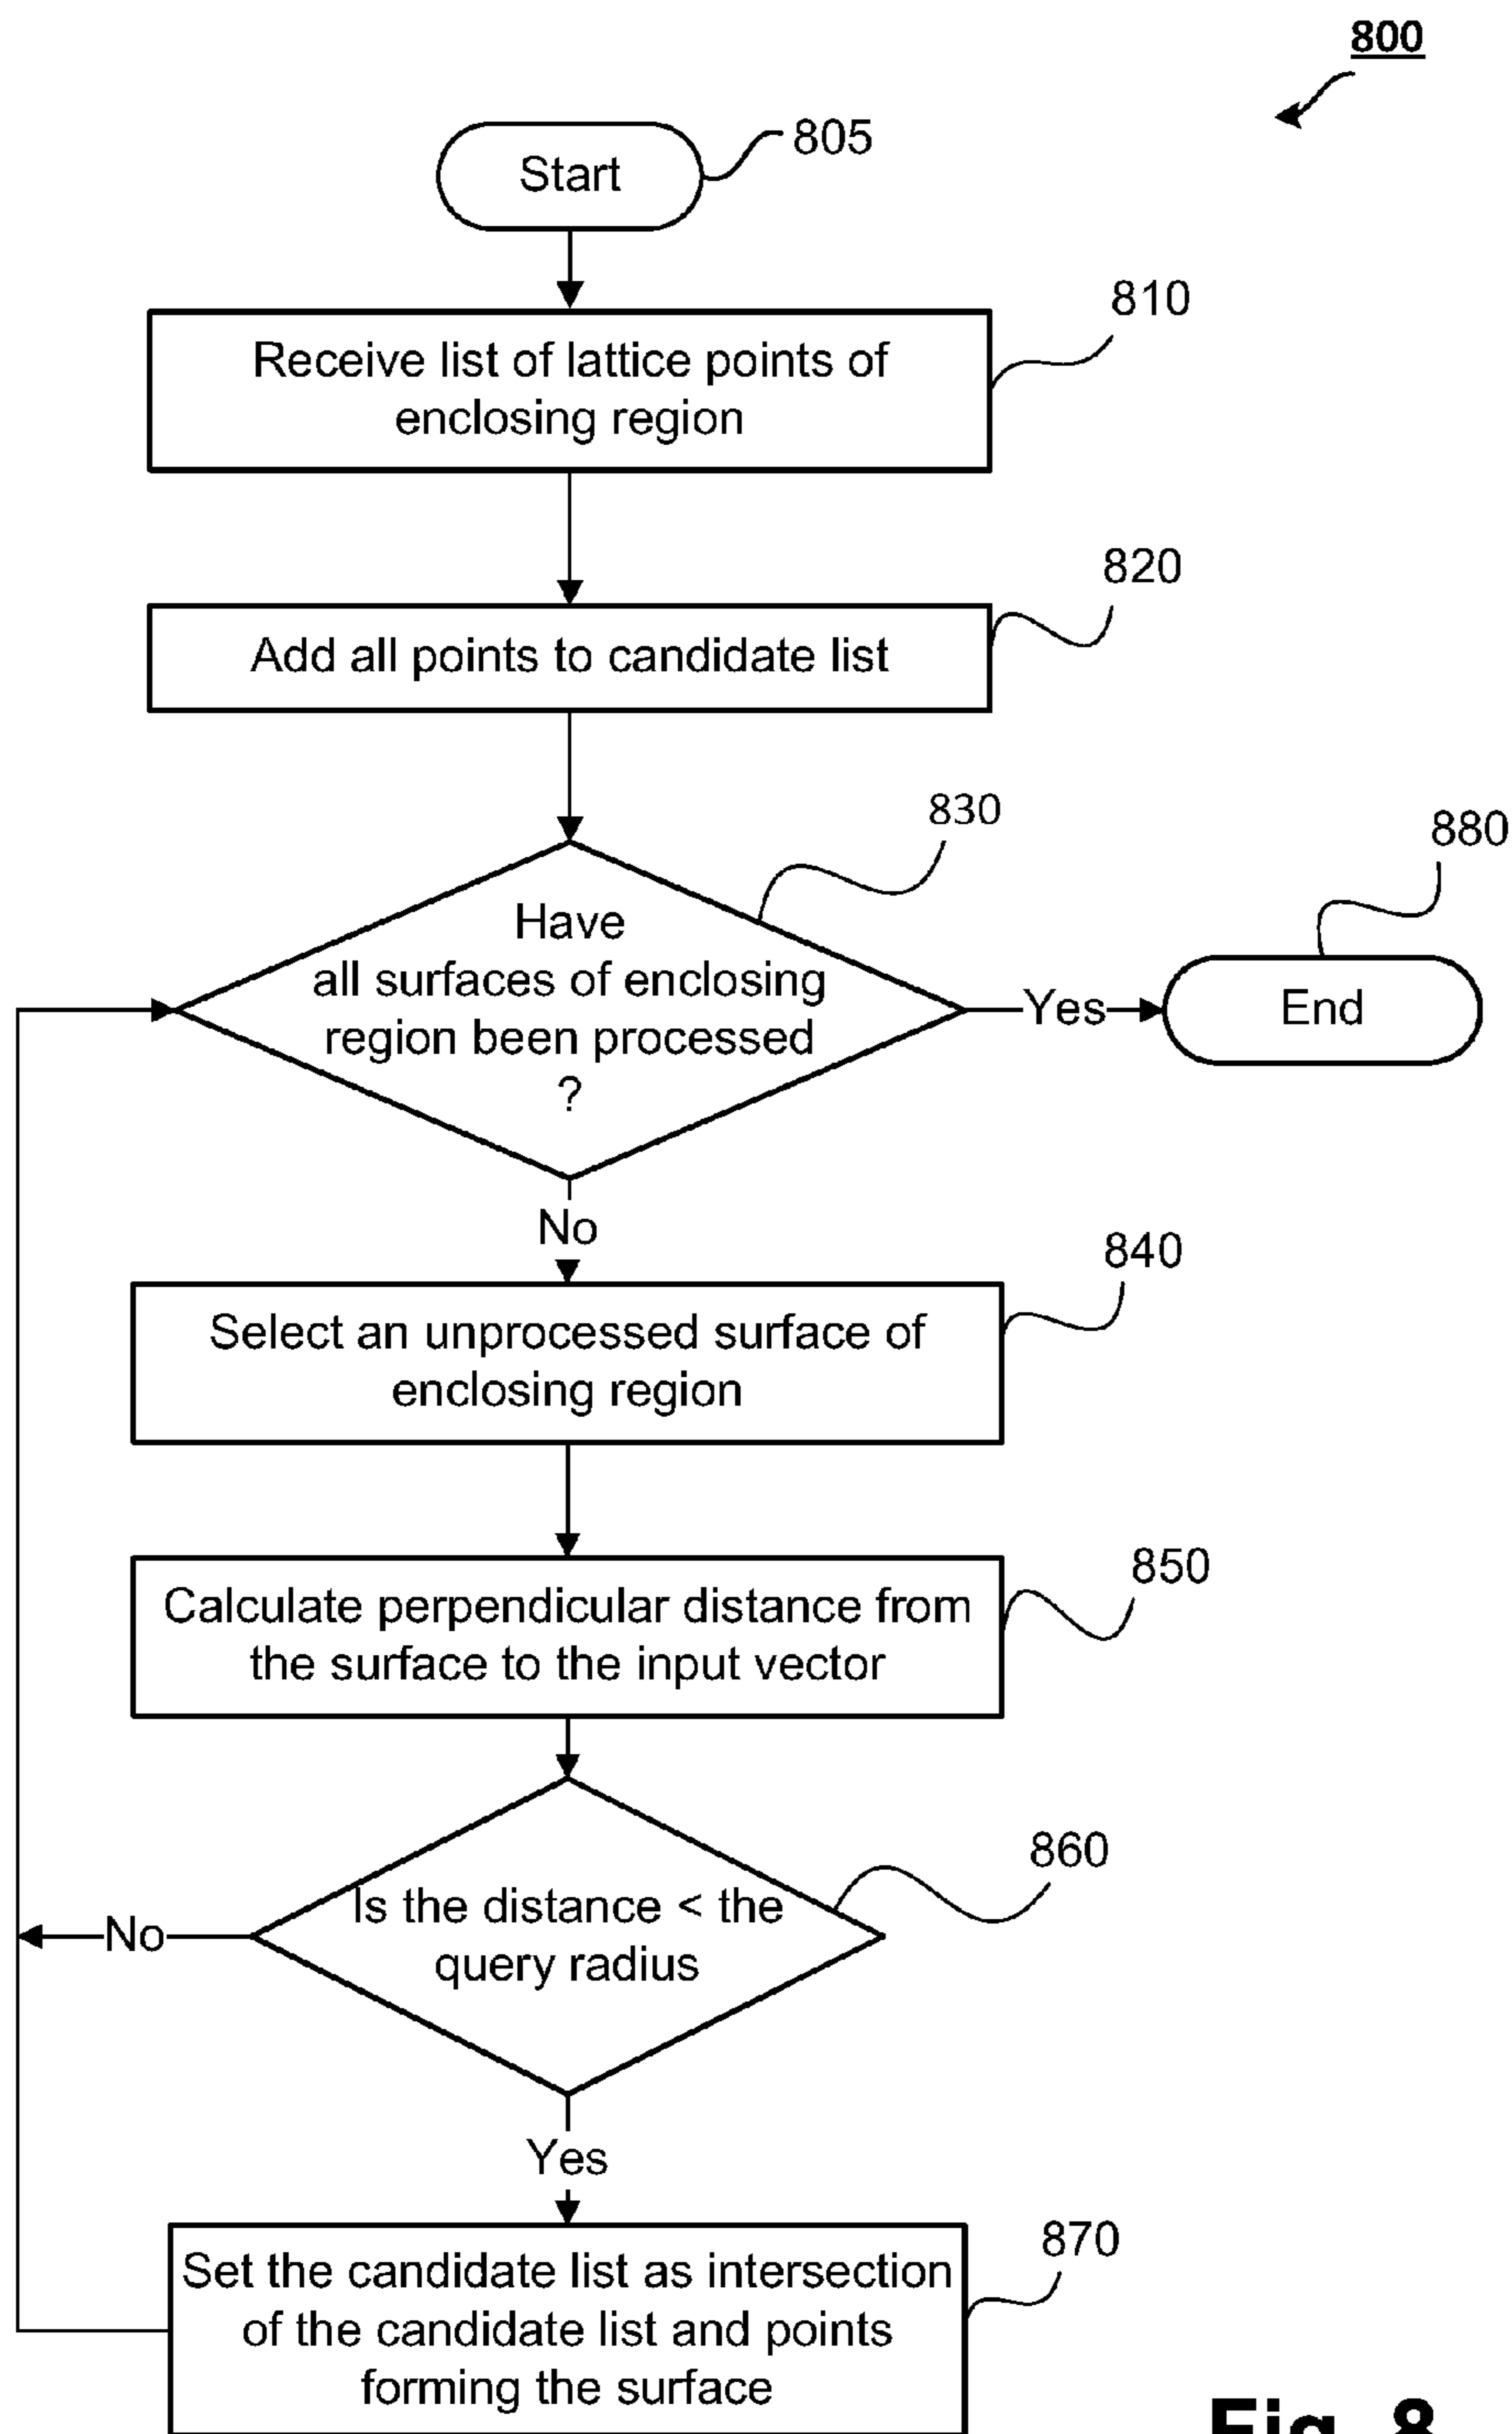 800
Start
805
Receive list of lattice points of
enclosing region
810
Add all points to candidate list
820
Have
all surfaces of enclosing
region been processed
?
830
Yes
End
880
No
Select an unprocessed surface of
enclosing region
840
Calculate perpendicular distance from
the surface to the input vector
850
Is the distance < the
query radius
860
No
Yes
Set the candidate list as intersection
of the candidate list and points
forming the surface
870
Fig. 8